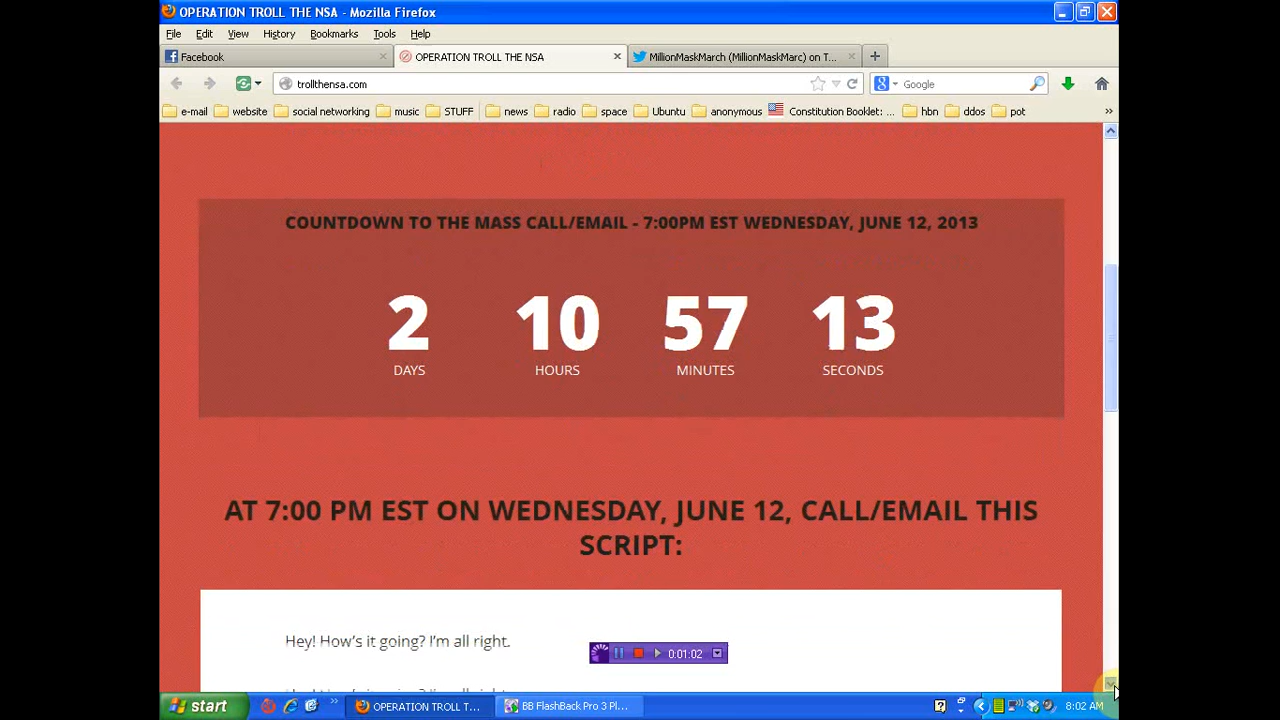 OPERATION TROLL THE NSA - Mozilla Firefox
File Edit View History Bookmarks Tools Help
Facebook OPERATION TROLL THE NSA MillionMaskMarch (MillionMaskMarc) on T...
trollthensa.com Google
e-mail website social networking music STUFF news radio space Ubuntu anonymous Constitution Booklet: ... hbn ddos pot »
COUNTDOWN TO THE MASS CALL/EMAIL - 7:00PM EST WEDNESDAY, JUNE 12, 2013
2 10 57 13
DAYS HOURS MINUTES SECONDS
AT 7:00 PM EST ON WEDNESDAY, JUNE 12, CALL/EMAIL THIS
SCRIPT:
Hey! How's it going? I'm all right.
0:01:02
start OPERATION TROLL T... BB FlashBack Pro 3 Pl... 8:02 AM